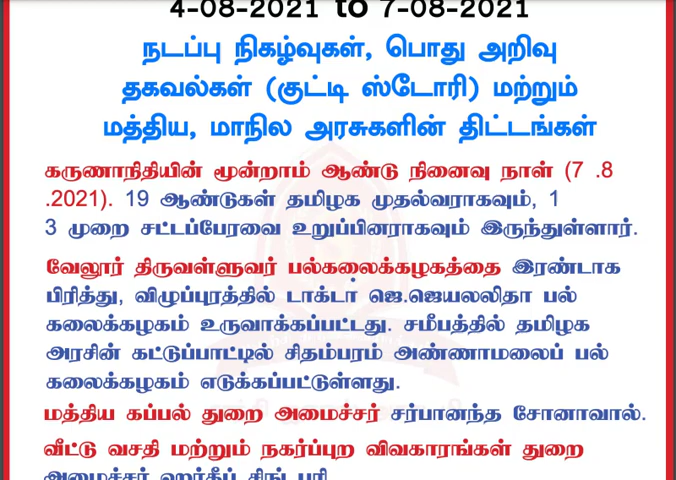 4-08-2021 to 7-08-2021
நடப்பு நிகழ்வுகள், பொது அறிவு
தகவல்கள் (குட்டி ஸ்டோரி) மற்றும்
மத்திய, மாநில அரசுகளின் திட்டங்கள்
கருணாநிதியின் மூன்றாம் ஆண்டு நினைவு நாள் (7 .8
.2021). 19 ஆண்டுகள் தமிழக முதல்வராகவும், 1
3 முறை சட்டப்பேரவை உறுப்பினராகவும் இருந்துள்ளார்.
வேலூர் திருவள்ளுவர் பல்கலைக்கழகத்தை இரண்டாக
பிரித்து, விழுப்புரத்தில் டாக்டர் ஜெ.ஜெயலலிதா பல்
கலைக்கழகம் உருவாக்கப்பட்டது. சமீபத்தில் தமிழக
அரசின் கட்டுப்பாட்டில் சிதம்பரம் அண்ணாமலைப் பல்
கலைக்கழகம் எடுக்கப்பட்டுள்ளது.
மத்திய கப்பல் துறை அமைச்சர் சர்பானந்த சோனாவால்.
வீட்டு வசதி மற்றும் நகர்ப்புற விவகாரங்கள் துறை
அமைச்சர் ஹர்தீப் சிங் பூரி